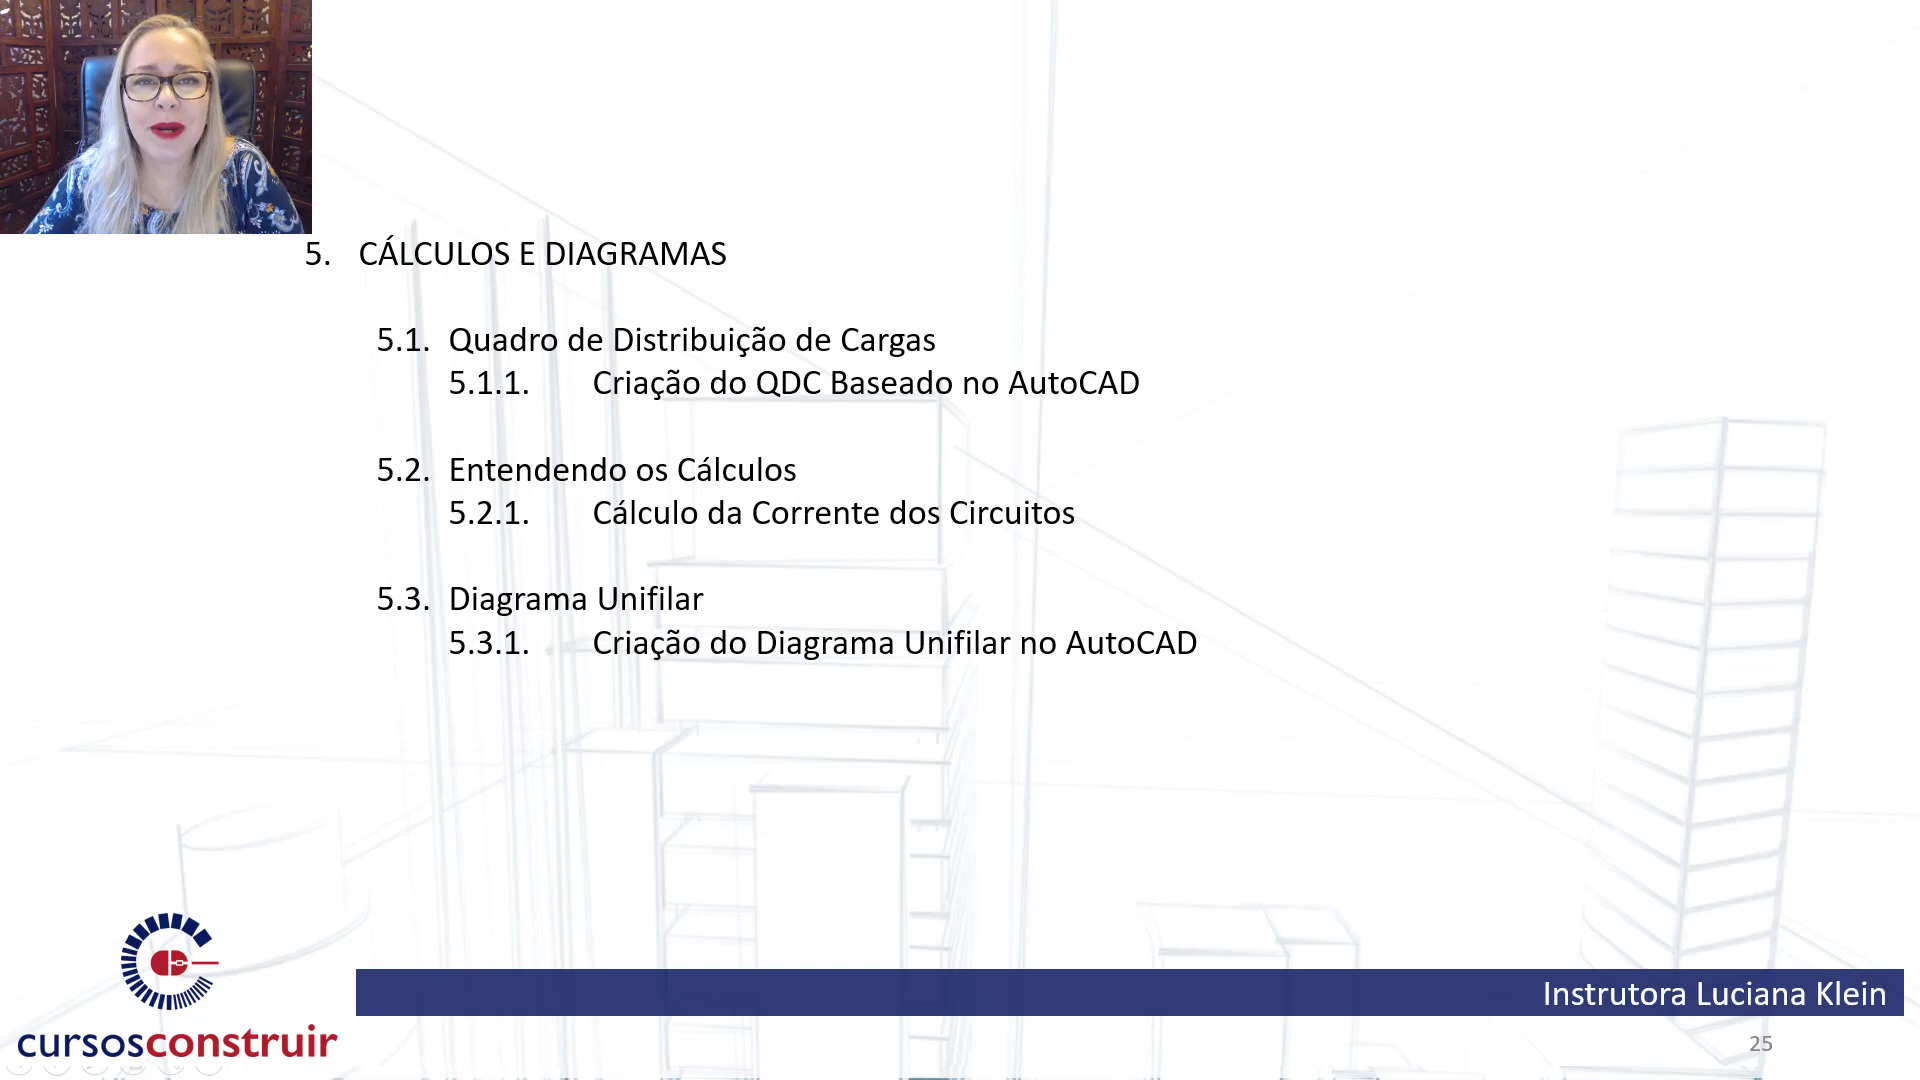 5. CÁLCULOS E DIAGRAMAS
5.1. Quadro de Distribuição de Cargas
5.1.1. Criação do QDC Baseado no AutoCAD
5.2. Entendendo os Cálculos
5.2.1. Cálculo da Corrente dos Circuitos
5.3. Diagrama Unifilar
5.3.1. Criação do Diagrama Unifilar no AutoCAD
Instrutora Luciana Klein
cursosconstruir
25